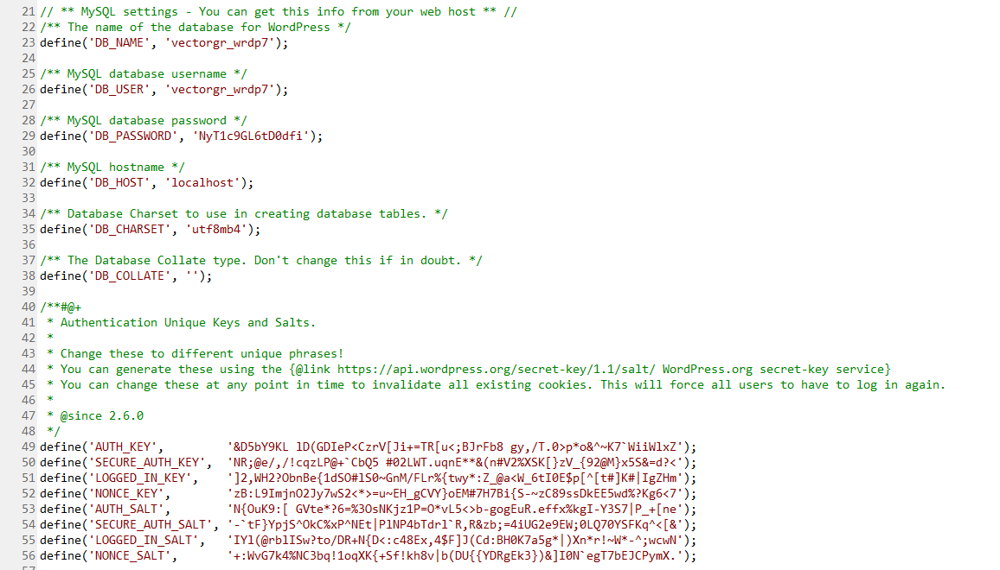 21 // ** MySQL settings - You can get this info from your web host ** //
22 /** The name of the database for WordPress */
23 define('DB_NAME', 'vectorgr_wrdp7');
24
25 /** MySQL database username */
26 define('DB_USER', 'vectorgr_wrdp7');
27
28 /** MySQL database password */
29 define('DB_PASSWORD', 'NyT1c9GL6tD0dfi');
30
31 /** MySQL hostname */
32 define('DB_HOST', 'localhost');
33
34 /** Database Charset to use in creating database tables. */
35 define('DB_CHARSET', 'utf8mb4');
36
37 /** The Database Collate type. Don't change this if in doubt. */
38 define('DB_COLLATE', '');
39
40 /**#@+
41 * Authentication Unique Keys and Salts.
42 *
43 * Change these to different unique phrases!
44 * You can generate these using the {@link https://api.wordpress.org/secret-key/1.1/salt/ WordPress.org secret-key service}
45 * You can change these at any point in time to invalidate all existing cookies. This will force all users to have to log in again.
46 *
47 * @since 2.6.0
48 */
49 define('AUTH_KEY', '&D5bY9KL lD(GDIeP<CzrV[Ji+=TR[u<;BJrFb8 gy,/T.0>p*o&^~K7`WiiWlxZ');
50 define('SECURE_AUTH_KEY', 'NR;@e/,/!cqzLP@+`CbQ5 #02LWT.uqnE**&(n#V2%XSK[}zV_{92@M}x5S&=d?<');
51 define('LOGGED_IN_KEY', ']2,WH2?ObnBe{1dSO#lS0~GnM/FLr%{twy*:Z_@a<W_6tI0E$p[^[t#]K#|IgZHm');
52 define('NONCE_KEY', 'zB:L9ImjnO2Jy7wS2<*>=u~EH_gCVY}oEM#7H7Bi{S-~zC89ssDkEE5wd%?Kg6<7');
53 define('AUTH_SALT', 'N{OuK9:[ GVte*?6=%3OsNKjz1P=O*vL5<>b-gogEuR.effx%kgI-Y3S7|P_+[ne');
54 define('SECURE_AUTH_SALT', '-`tF}YpjS^OkC%xP^NEt|PlNP4bTdrl`R,R&zb;=4iUG2e9EW;0LQ70YSFKq^<[&');
55 define('LOGGED_IN_SALT', 'IYl(@rblISw?to/DR+N{D<:c48Ex,4$F]J(Cd:BH0K7a5g*|)Xn*r!~W*-^;wcwN');
56 define('NONCE_SALT', '+:WvG7k4%NC3bq!1oqXK{+Sf!kh8v|b(DU{{YDRgEk3})&]I0N`egT7bEJCPymX.');